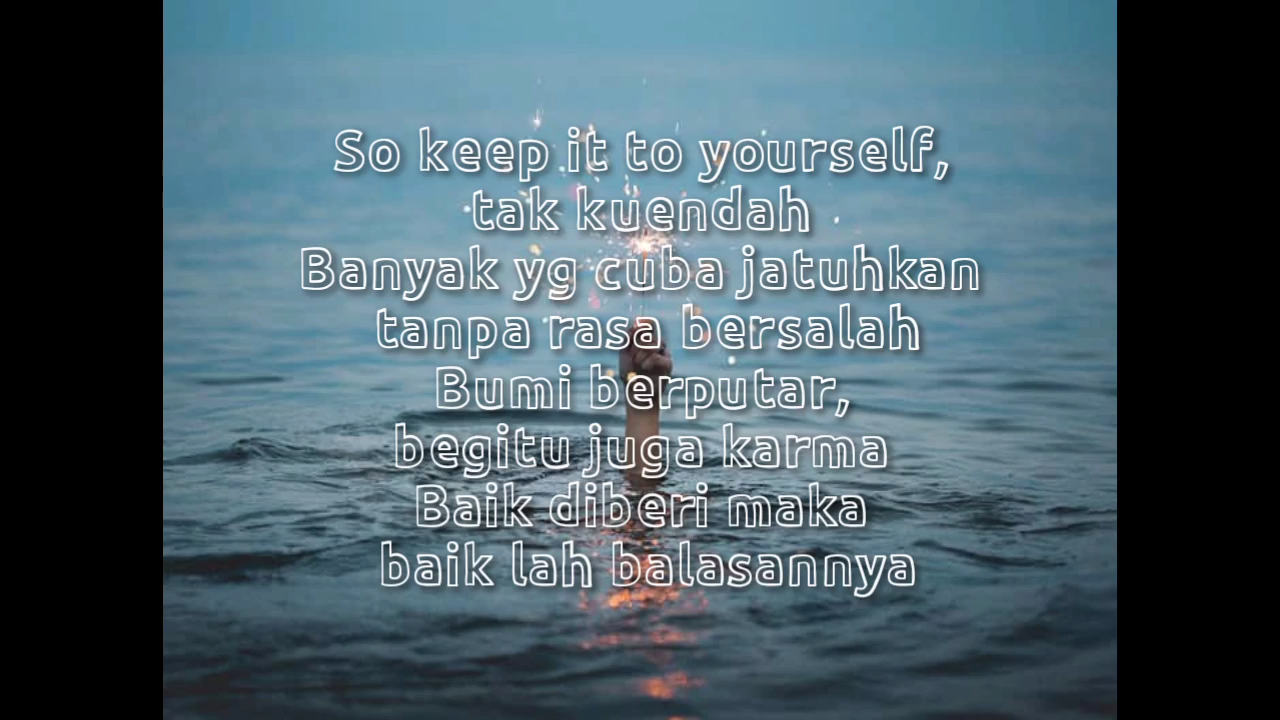 So keep it to yourself,
tak kuendah
Banyak yg cuba jatuhkan
tanpa rasa bersalah
Bumi berputar,
begitu juga karma
Baik diberi maka
baik lah balasannya